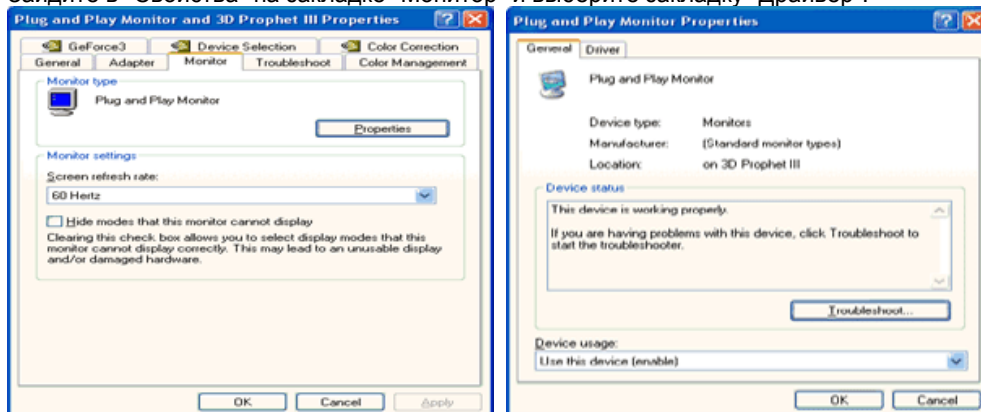 Зайдите в "Свойства" на закладке "Монитор" и выберите закладку "Драйвер".
Plug and Play Monitor and 3D Prophet III Properties
GeForce3 Device Selection Color Correction
General Adapter Monitor Troubleshoot Color Management
Monitor type
Plug and Play Monitor
Properties
Monitor settings
Screen refresh rate:
60 Hertz
Hide modes that this monitor cannot display
Clearing this check box allows you to select display modes that this
monitor cannot display correctly. This may lead to an unusable display
and/or damaged hardware.
OK Cancel Apply
Plug and Play Monitor Properties
General Driver
Plug and Play Monitor
Device type: Monitors
Manufacturer: (Standard monitor types)
Location: on 3D Prophet III
Device status
This device is working properly.
If you are having problems with this device, click Troubleshoot to
start the troubleshooter.
Troubleshoot...
Device usage:
Use this device (enable)
OK Cancel